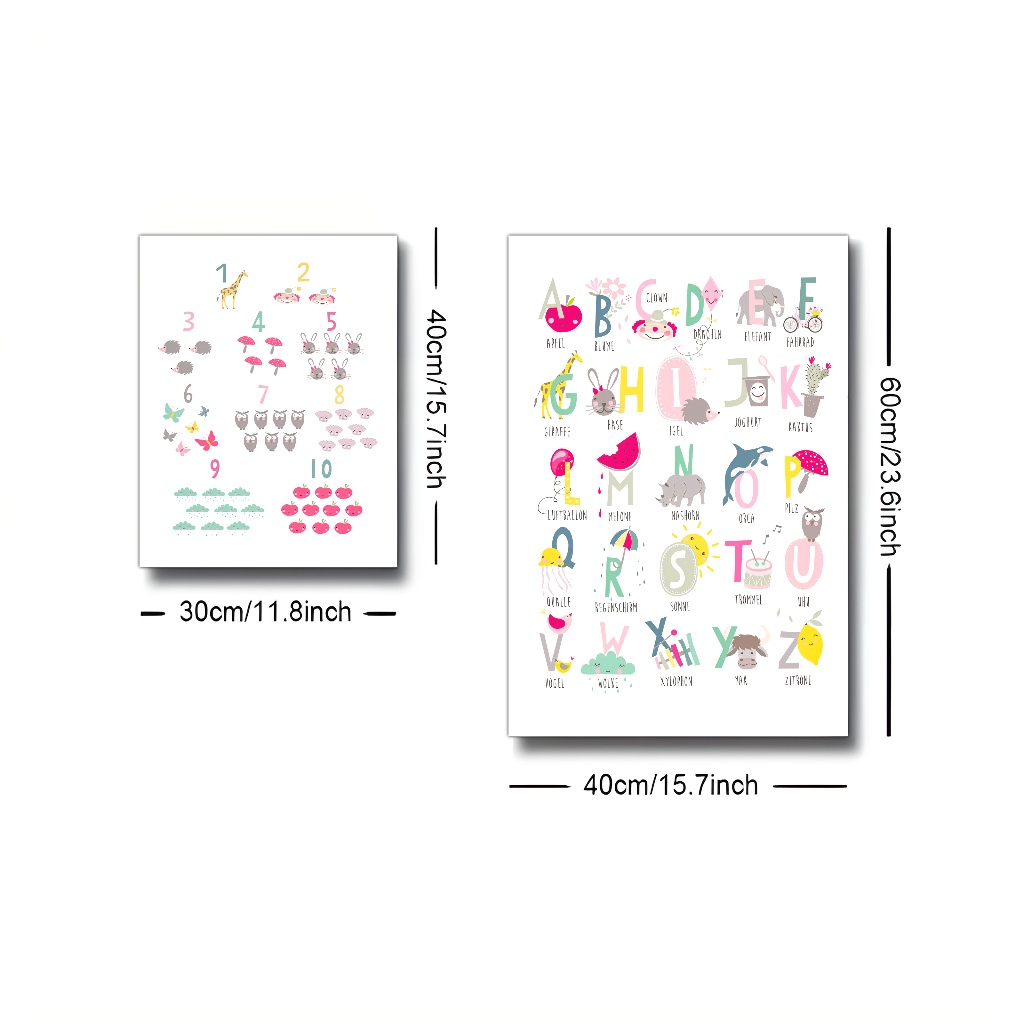 1 2
3 4 5
6 7 8
9 10
40cm/15.7inch
30cm/11.8inch
A B C D E F
APFEL BLUME CLOWN DRACHEN ELEFANT FAHRRAD
G H I J K
GIRAFFE HASE IGEL JOGHURT KAKTUS
L M N O P
LUFTBALLON MELONE NASHORN ORCA PILZ
Q R S T U
QUALLE REGENSCHIRM SONNE TROMMEL UHU
V W X Y Z
VOGEL WOLKE XYLOPHON YAK ZITRONE
60cm/23.6inch
40cm/15.7inch